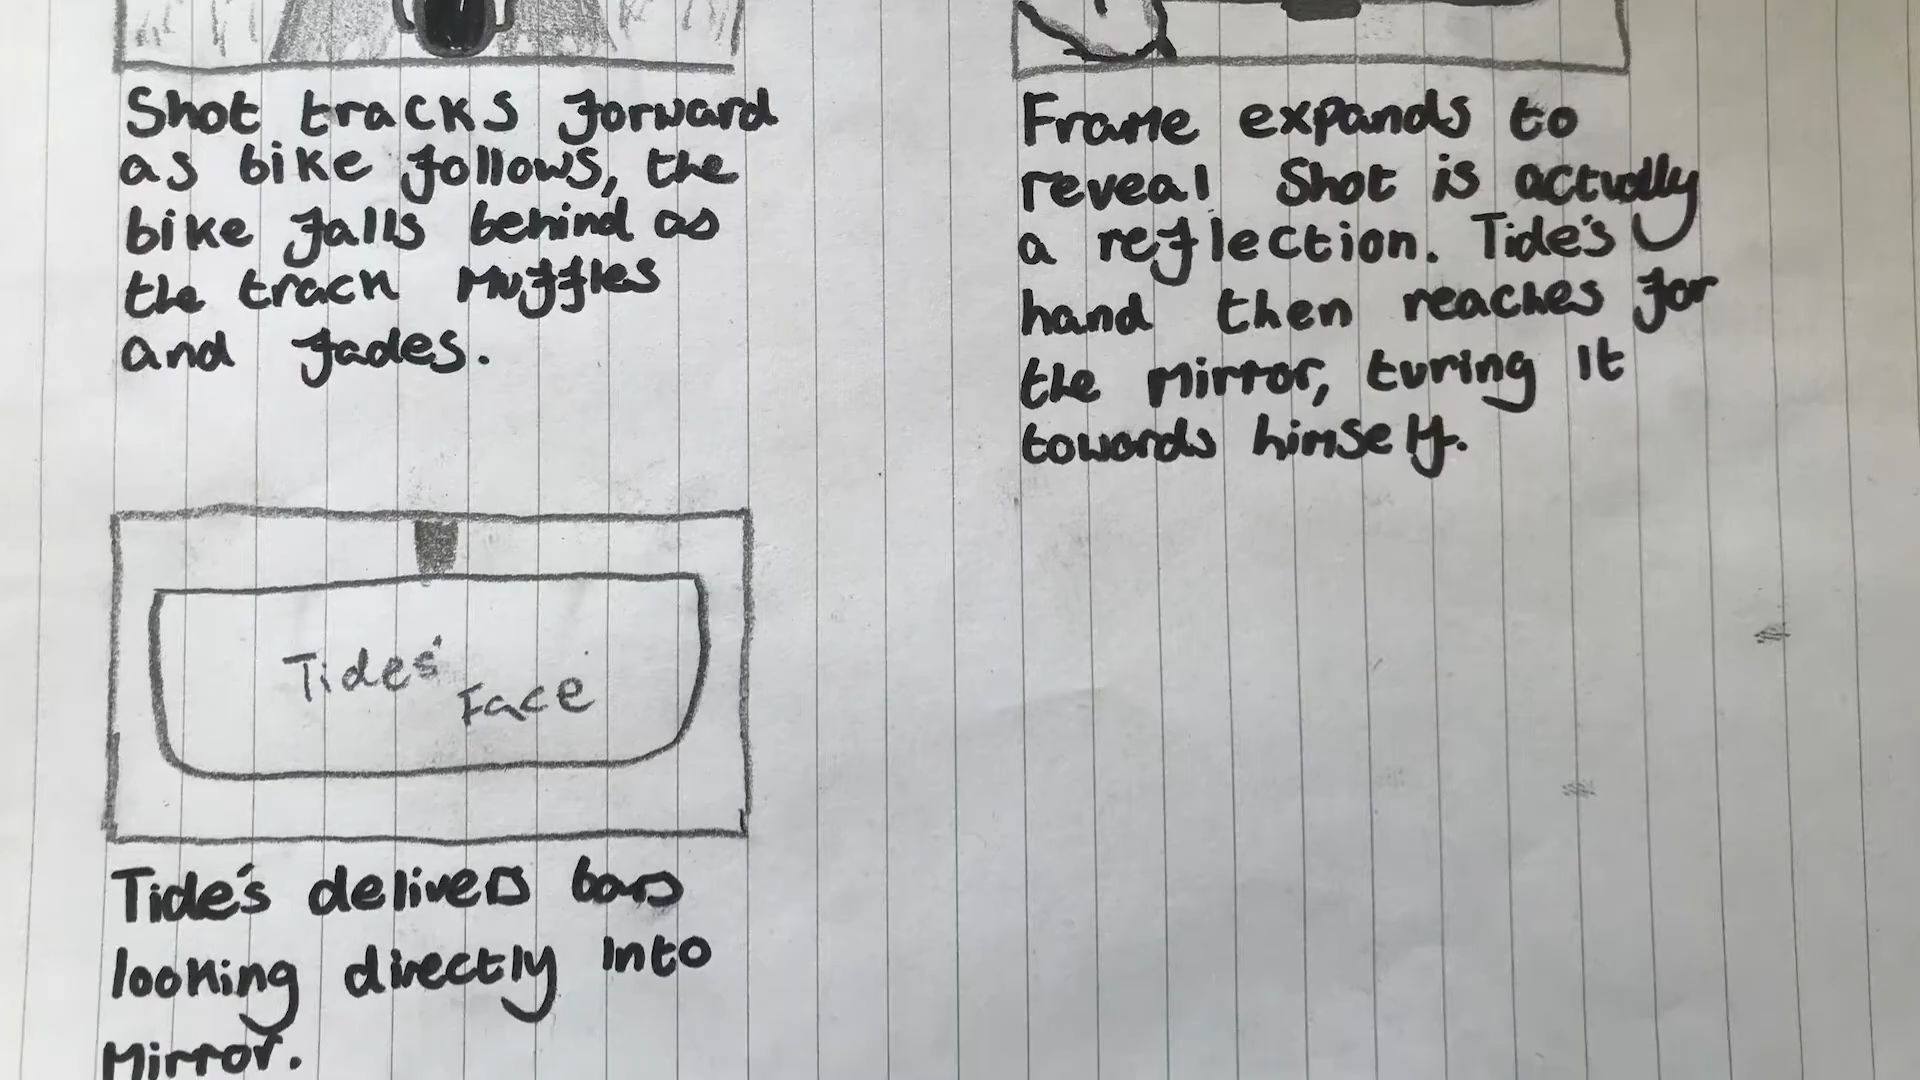 Shot tracks forward
as bike follows, the
bike falls behind as
the track Muffles
and fades.
Frame expands to
reveal Shot is actually
a reflection. Tide's
hand then reaches for
the Mirror, turing it
towards himself.
Tides'
Face
Tide's delivers bars
looking directly into
Mirror.